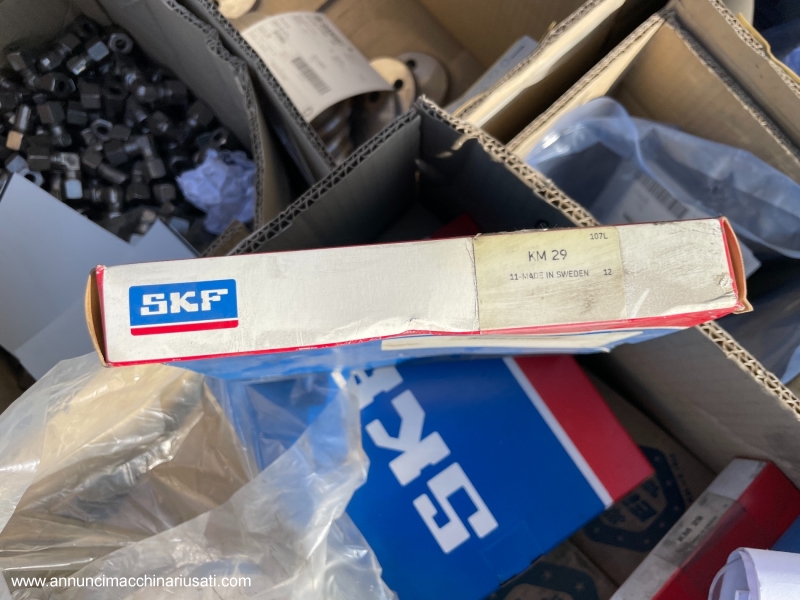 107L
KM 29
11-MADE IN SWEDEN 12
SKF
SKF
www.annuncimacchinariusati.com